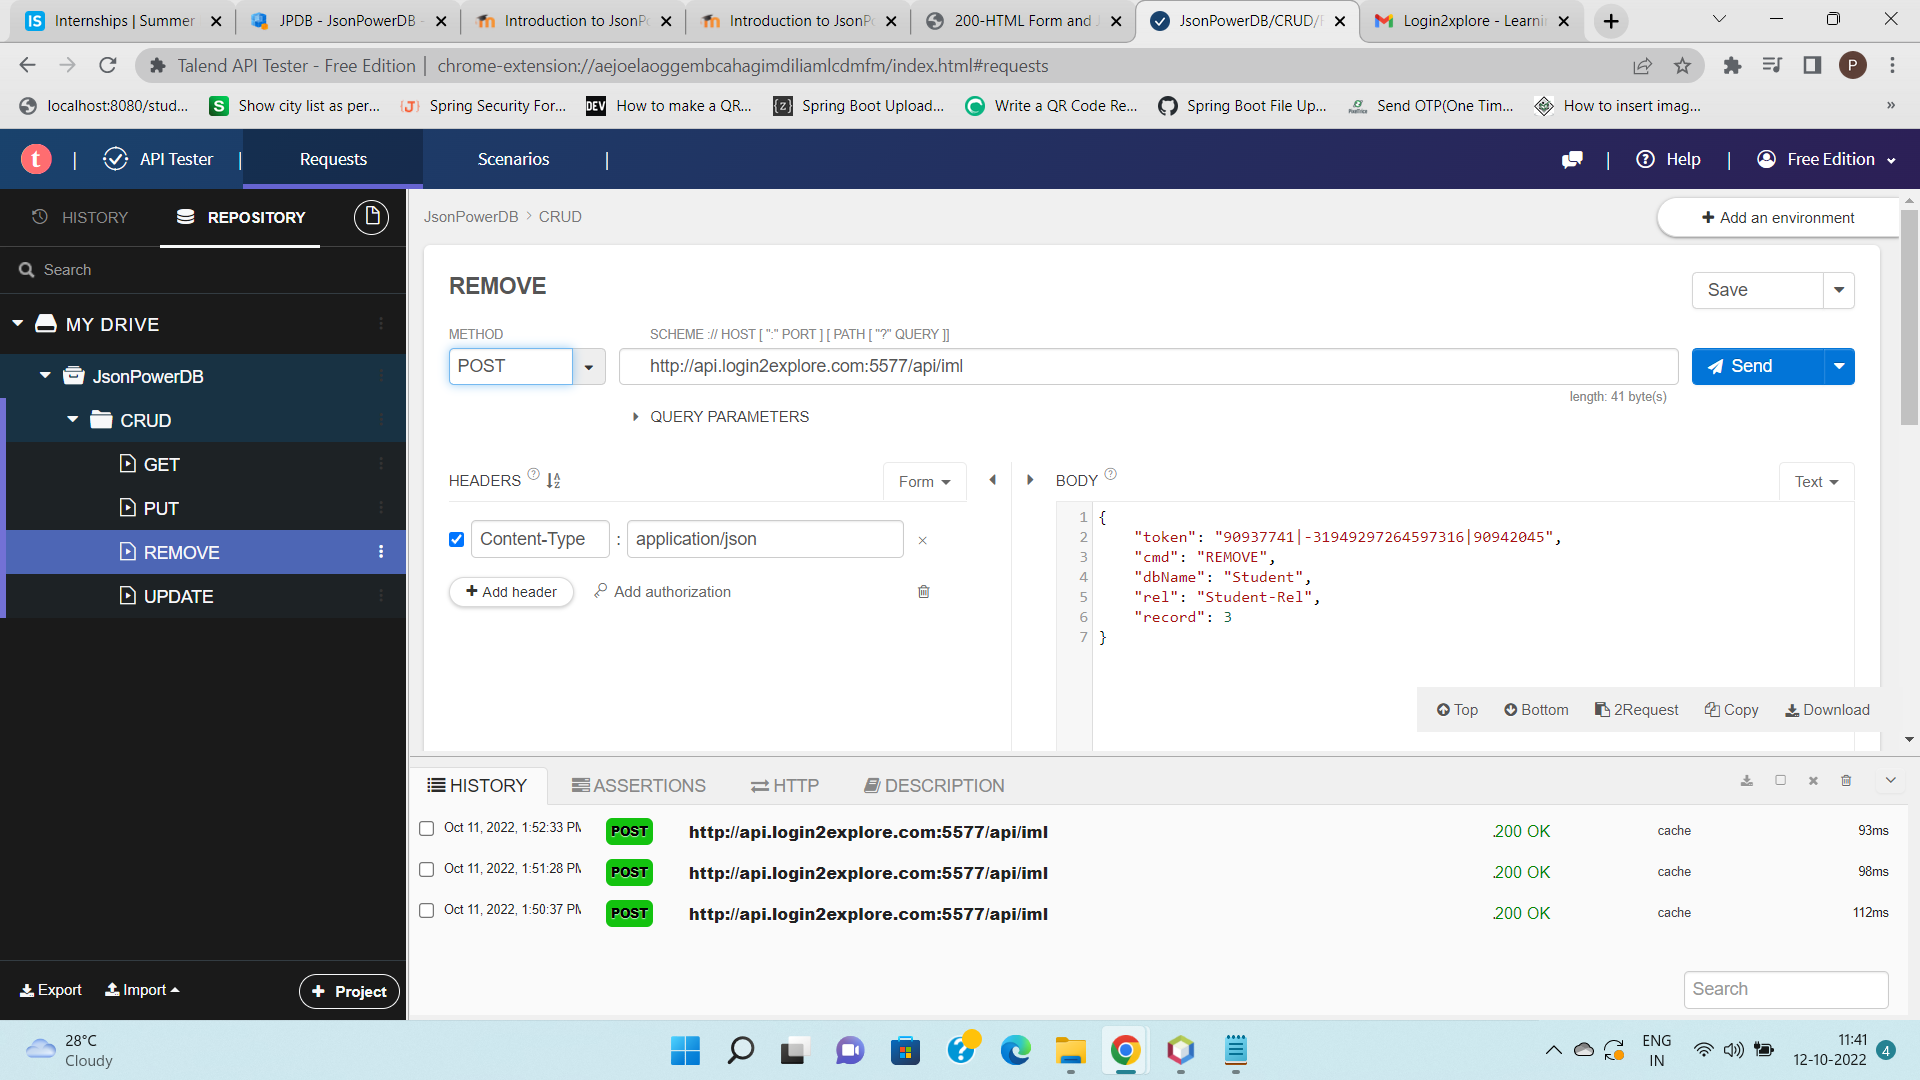 Internships | Summer
JPDB - JsonPowerDB -
Introduction to JsonP
Introduction to JsonPo
200-HTML Form and J
JsonPowerDB/CRUD/R
Login2xplore - Learni
Talend API Tester - Free Edition | chrome-extension://aejoelaoggembcahagimdiliamlcdmfm/index.html#requests
P
localhost:8080/stud...
Show city list as per...
Spring Security For...
DEV How to make a QR...
Spring Boot Upload...
Write a QR Code Re...
Spring Boot File Up...
Send OTP(One Tim...
How to insert imag...
»
t | API Tester | Requests Scenarios |
| Help | Free Edition
HISTORY REPOSITORY
JsonPowerDB > CRUD
+ Add an environment
Search
REMOVE
Save
MY DRIVE
METHOD SCHEME :// HOST [ ":" PORT ] [ PATH [ "?" QUERY ]]
POST http://api.login2explore.com:5577/api/iml Send
length: 41 byte(s)
JsonPowerDB
CRUD
GET
PUT
REMOVE
UPDATE
QUERY PARAMETERS
HEADERS ? Form
BODY ? Text
Content-Type : application/json ×
+ Add header Add authorization
1 {
2 "token": "90937741|-31949297264597316|90942045",
3 "cmd": "REMOVE",
4 "dbName": "Student",
5 "rel": "Student-Rel",
6 "record": 3
7 }
Top Bottom 2Request Copy Download
HISTORY ASSERTIONS HTTP DESCRIPTION
Oct 11, 2022, 1:52:33 PM POST http://api.login2explore.com:5577/api/iml .200 OK cache 93ms
Oct 11, 2022, 1:51:28 PM POST http://api.login2explore.com:5577/api/iml .200 OK cache 98ms
Oct 11, 2022, 1:50:37 PM POST http://api.login2explore.com:5577/api/iml .200 OK cache 112ms
Search
Export Import + Project
28°C
Cloudy
ENG
IN
11:41
12-10-2022
4